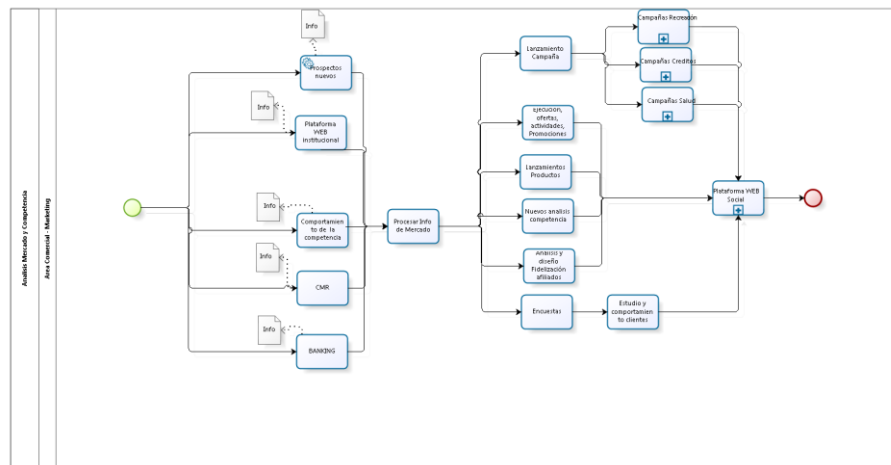 Analisis Mercado y Competencia
Area Comercial - Marketing
Info
Prospectos
nuevos
Info
Plataforma
WEB
institucional
Info
Comportamien
to de la
competencia
Info
CMR
Info
BANKING
Procesar Info
de Mercado
Lanzamiento
Campaña
Campañas Recreación
Campañas Creditos
Campañas Salud
Ejecucion,
ofertas,
actividades,
Promociones
Lanzamientos
Productos
Nuevos analisis
competencia
Analisis y
diseño
Fidelización
afiliados
Encuestas
Estudio y
comportamien
to clientes
Plataforma WEB
Social